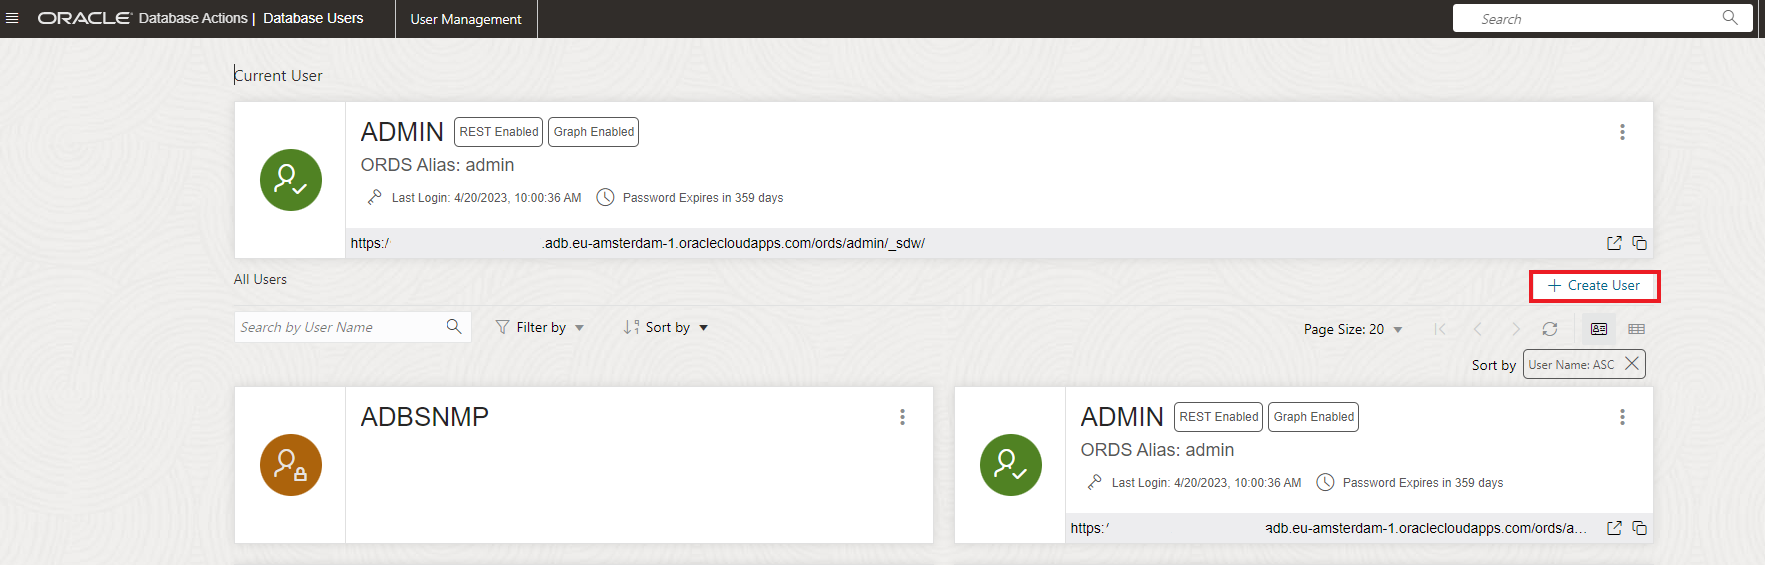 ORACLE Database Actions | Database Users User Management Search
Current User
ADMIN REST Enabled Graph Enabled
ORDS Alias: admin
Last Login: 4/20/2023, 10:00:36 AM Password Expires in 359 days
https:/ .adb.eu-amsterdam-1.oraclecloudapps.com/ords/admin/_sdw/
All Users
+ Create User
Search by User Name Filter by Sort by Page Size: 20
Sort by User Name: ASC
ADBSNMP
ADMIN REST Enabled Graph Enabled
ORDS Alias: admin
Last Login: 4/20/2023, 10:00:36 AM Password Expires in 359 days
https:/ adb.eu-amsterdam-1.oraclecloudapps.com/ords/a...